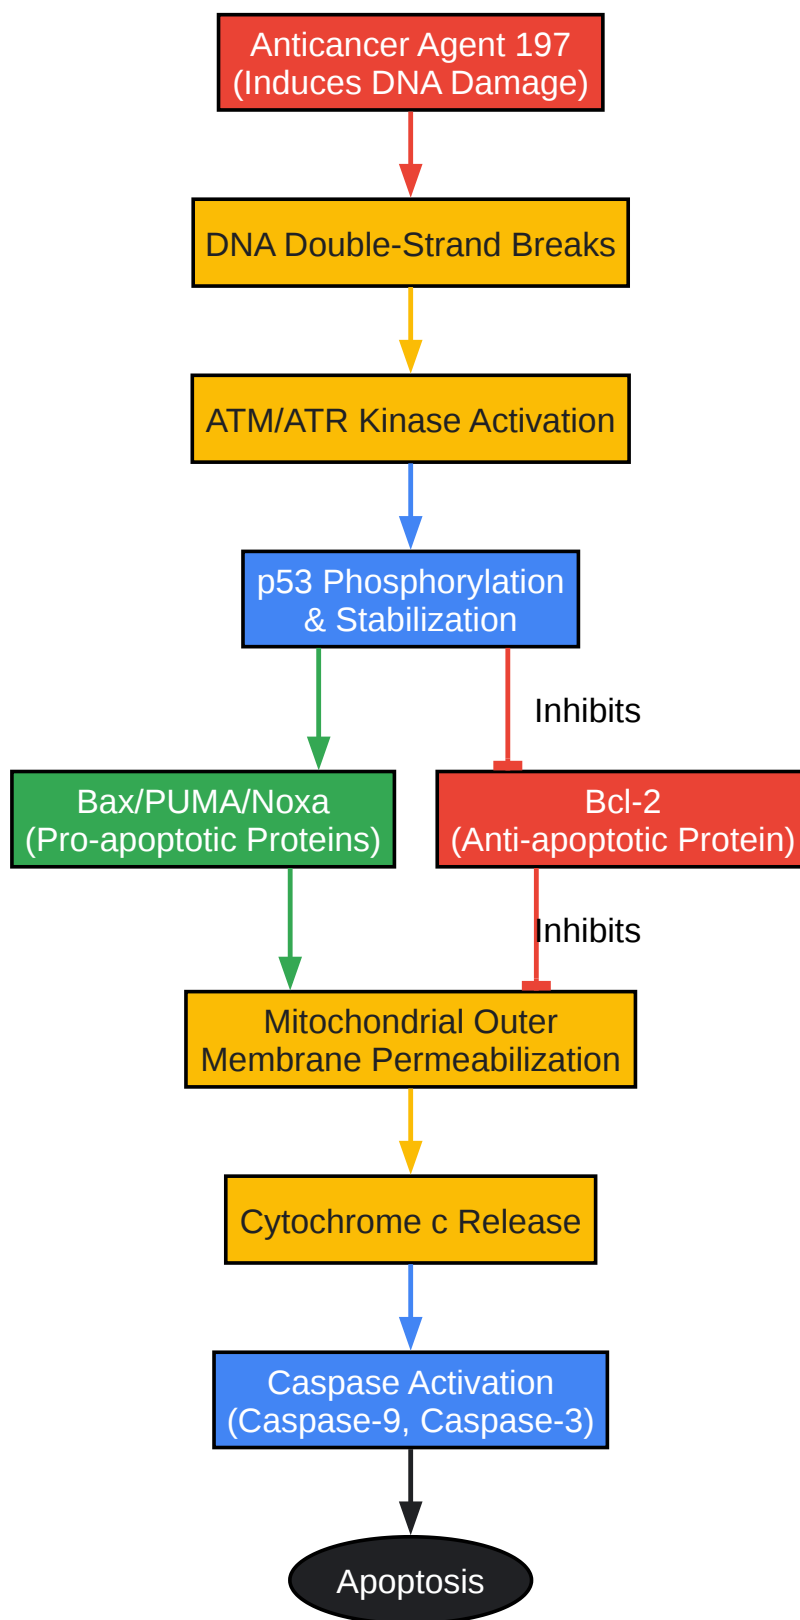 Anticancer Agent 197
(Induces DNA Damage)
DNA Double-Strand Breaks
ATM/ATR Kinase Activation
p53 Phosphorylation
& Stabilization
Inhibits
Bax/PUMA/Noxa
(Pro-apoptotic Proteins)
Bcl-2
(Anti-apoptotic Protein)
Inhibits
Mitochondrial Outer
Membrane Permeabilization
Cytochrome c Release
Caspase Activation
(Caspase-9, Caspase-3)
Apoptosis